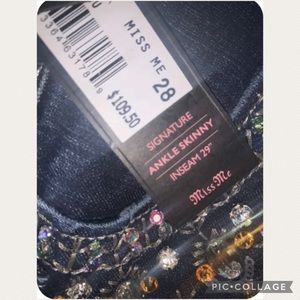 MISS ME
28
$109.50
SIGNATURE
ANKLE SKINNY
INSEAM 29"
Miss Me
PIC•COLLAGE